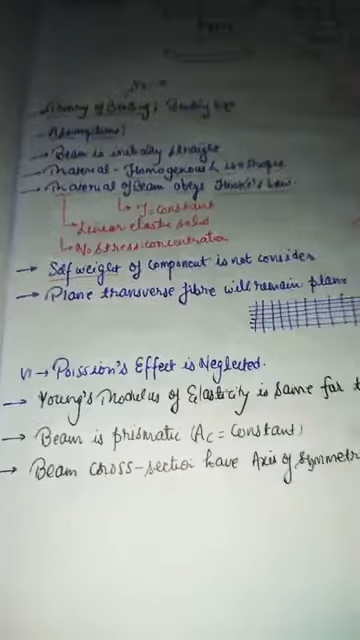 Theory of Bending; Bending
Assumptions:
→ Beam is initially straight
→ Material - Homogenous & isotropic
→ Material of Beam obeys Hooke's Law.
↳ T = constant
↳ Linear elastic solid
↳ No stress concentration
→ Self weight of component is not consider
→ Plane transverse fibre will remain plane
VI → Poission's Effect is Neglected.
→ Young's Modulus of Elasticity is same for t
→ Beam is prismatic (Ac = Constant)
→ Beam cross-section have Axis of Symmetr